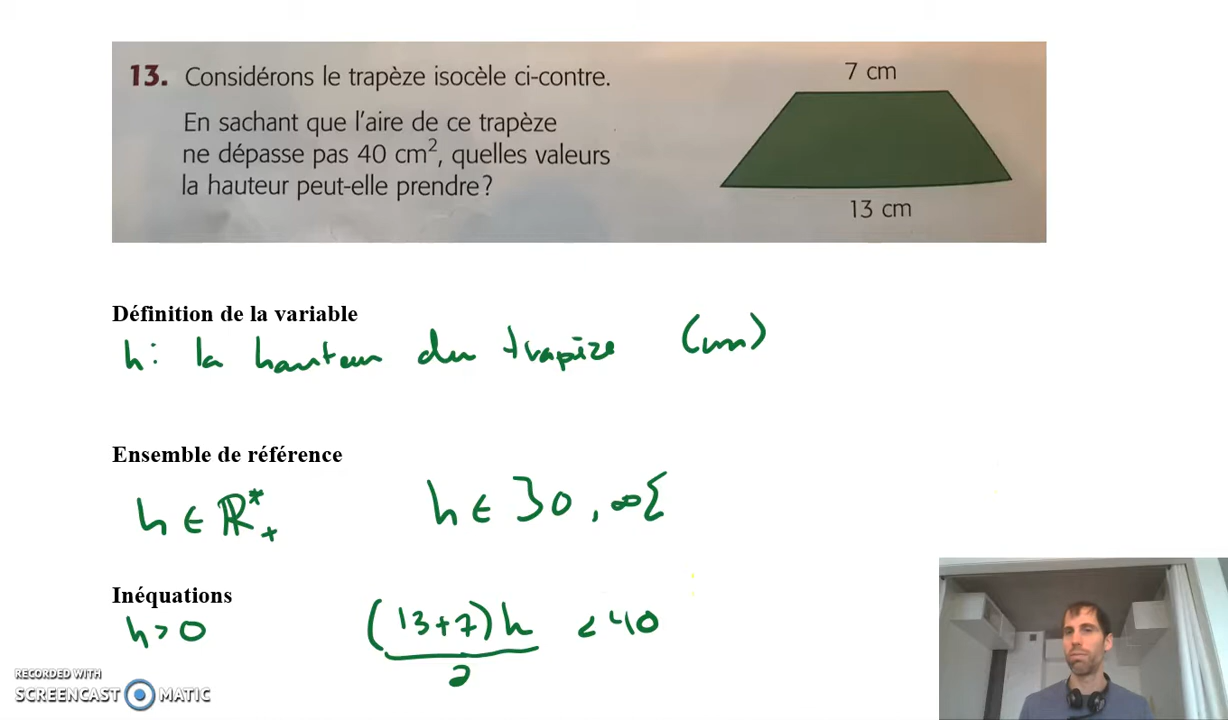 13. Considérons le trapèze isocèle ci-contre.
En sachant que l'aire de ce trapèze
ne dépasse pas 40 cm², quelles valeurs
la hauteur peut-elle prendre?
7 cm
13 cm
Définition de la variable
h: la hauteur du trapèze (cm)
Ensemble de référence
h ∈ ℝ*₊ h ∈ ]0, ∞[
Inéquations
h > 0 (13+7)h / 2 < 40
RECORDED WITH
SCREENCAST MATIC